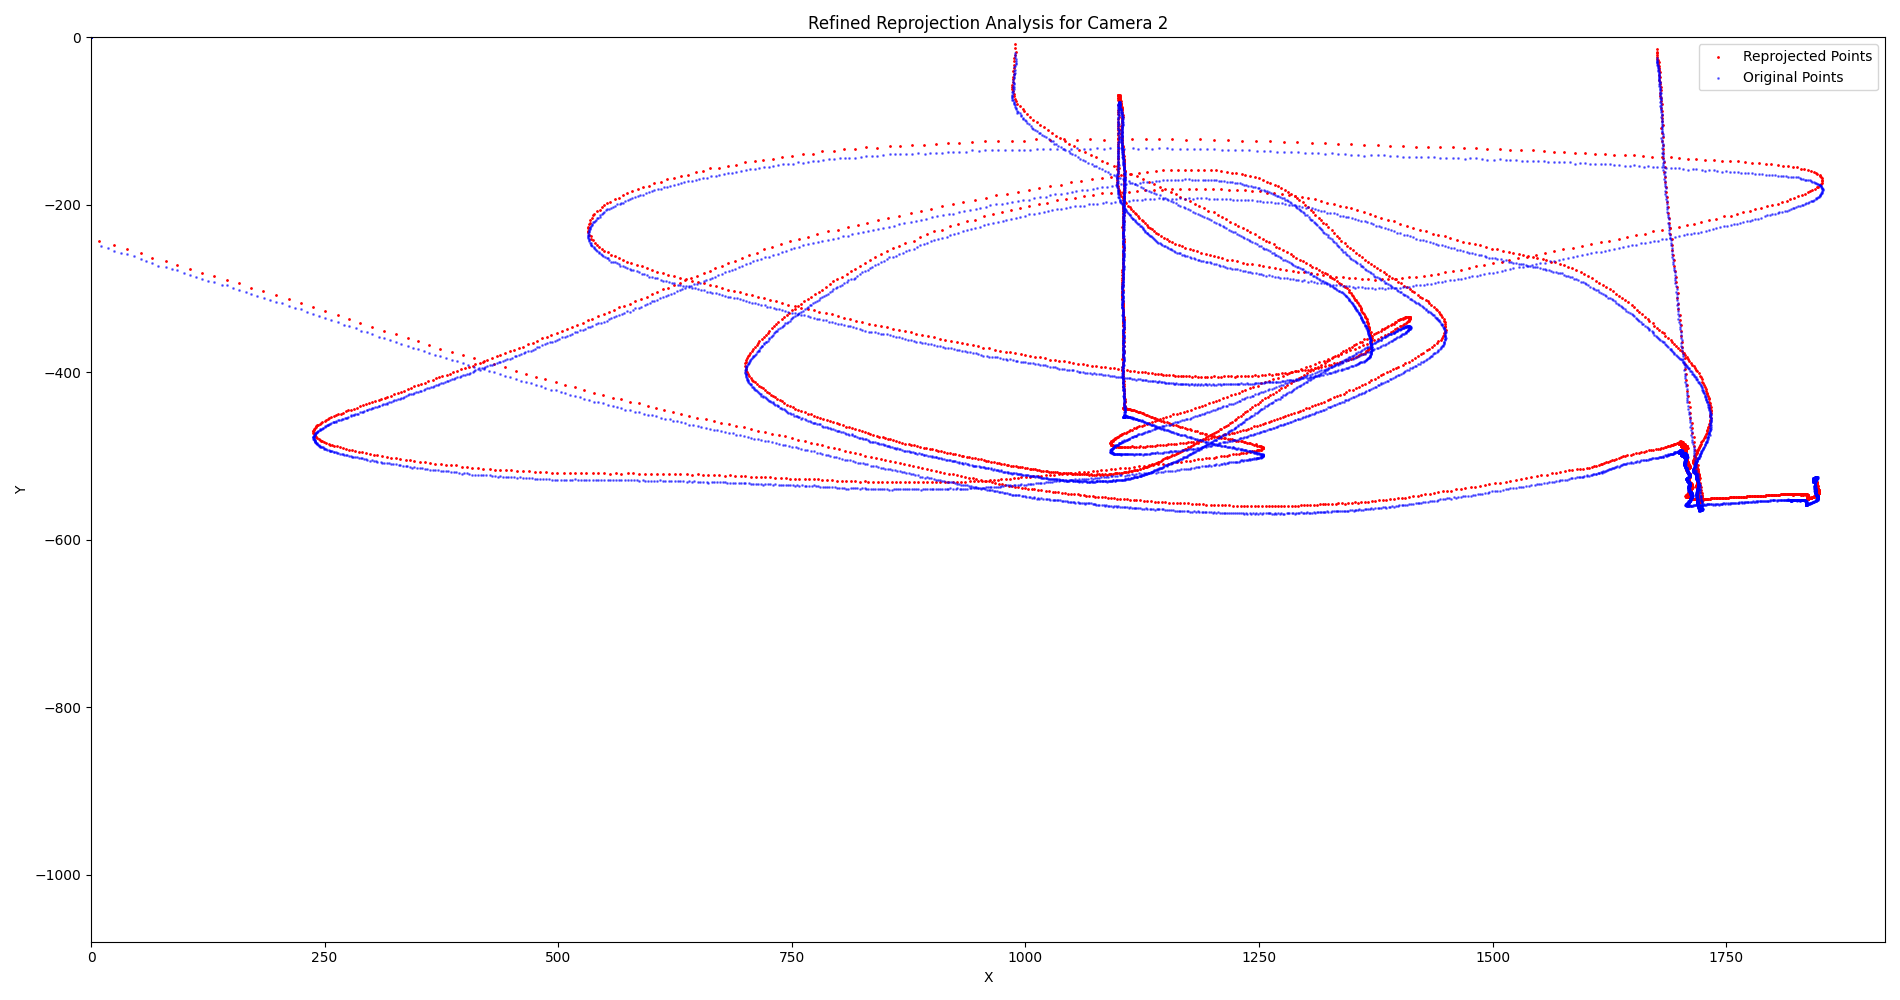 Refined Reprojection Analysis for Camera 2
Reprojected Points
Original Points
0
−200
−400
−600
−800
−1000
Y
0 250 500 750 1000 1250 1500 1750
X